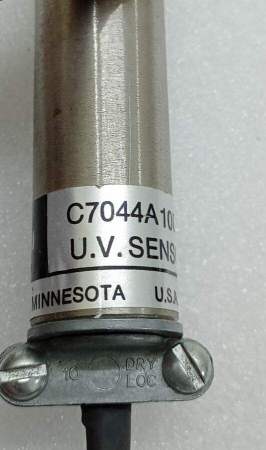 C7044A10
U.V. SENS
MINNESOTA U.S.A
10 DRY
LOC